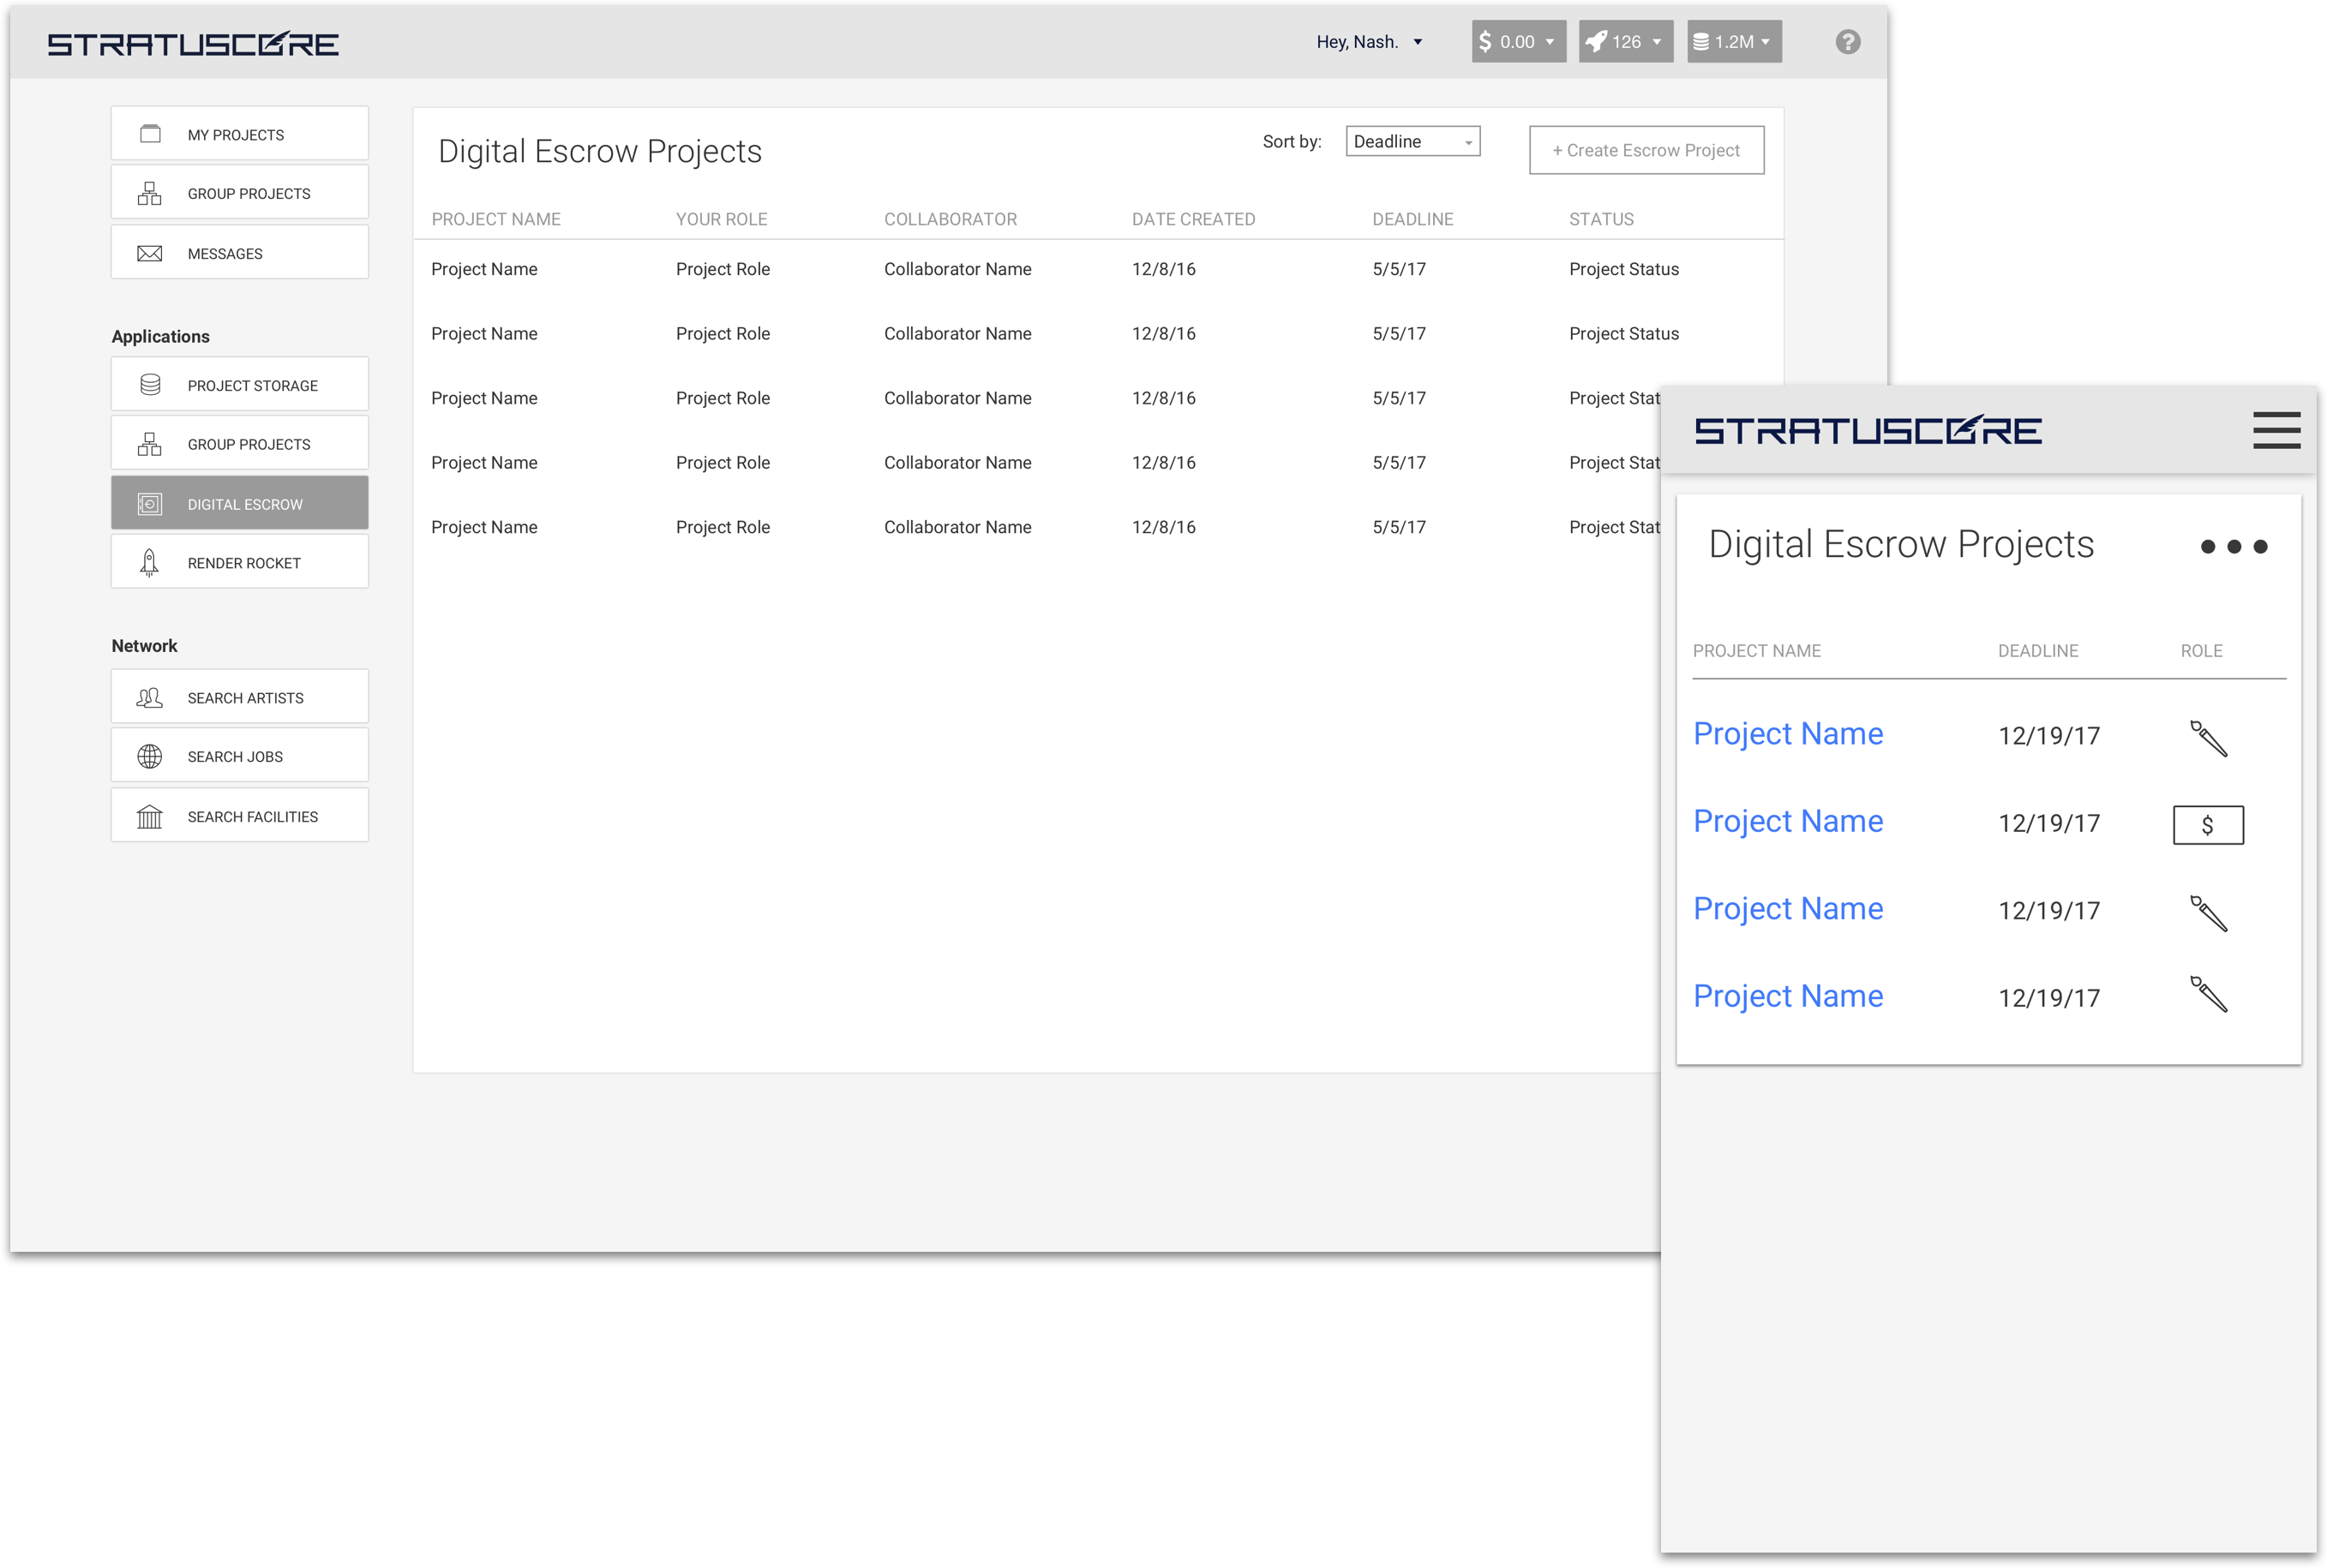 STRATUSCORE
Hey, Nash.
$ 0.00
126
1.2M
?
MY PROJECTS
GROUP PROJECTS
MESSAGES
Applications
PROJECT STORAGE
GROUP PROJECTS
DIGITAL ESCROW
RENDER ROCKET
Network
SEARCH ARTISTS
SEARCH JOBS
SEARCH FACILITIES
Digital Escrow Projects
Sort by:
Deadline
+ Create Escrow Project
PROJECT NAME YOUR ROLE COLLABORATOR DATE CREATED DEADLINE STATUS
Project Name Project Role Collaborator Name 12/8/16 5/5/17 Project Status
Project Name Project Role Collaborator Name 12/8/16 5/5/17 Project Status
Project Name Project Role Collaborator Name 12/8/16 5/5/17 Project Stat
Project Name Project Role Collaborator Name 12/8/16 5/5/17 Project Stat
Project Name Project Role Collaborator Name 12/8/16 5/5/17 Project Stat
STRATUSCORE
Digital Escrow Projects
PROJECT NAME DEADLINE ROLE
Project Name 12/19/17
Project Name 12/19/17 $
Project Name 12/19/17
Project Name 12/19/17